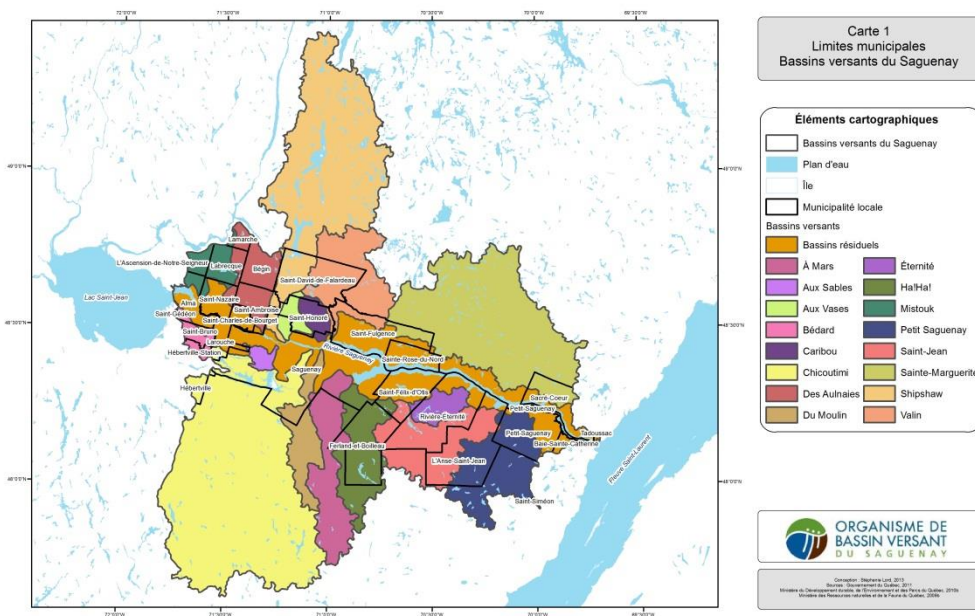 Carte 1
Limites municipales
Bassins versants du Saguenay
Éléments cartographiques
Bassins versants du Saguenay
Plan d'eau
Île
Municipalité locale
Bassins versants
Bassins résiduels
À Mars
Éternité
Aux Sables
Ha!Ha!
Aux Vases
Mistouk
Bédard
Petit Saguenay
Caribou
Saint-Jean
Chicoutimi
Sainte-Marguerite
Des Aulnaies
Shipshaw
Du Moulin
Valin
ORGANISME DE
BASSIN VERSANT
DU SAGUENAY
Conception : Stéphanie Lord, 2013
Lamarche
L'Ascension-de-Notre-Seigneur
Labrecque
Bégin
Saint-David-de-Falardeau
Lac Saint-Jean
Alma
Saint-Nazaire
Saint-Gédéon
Saint-Ambroise
Saint-Charles-de-Bourget
Saint-Honoré
Saint-Bruno
Larouche
Hébertville-Station
Saint-Fulgence
Rivière Saguenay
Sainte-Rose-du-Nord
Saguenay
Hébertville
Saint-Félix-d'Otis
Sacré-Coeur
Rivière-Éternité
Petit-Saguenay
Petit-Saguenay
Tadoussac
Baie-Sainte-Catherine
Ferland-et-Boilleau
L'Anse-Saint-Jean
Saint-Siméon
Fleuve Saint-Laurent